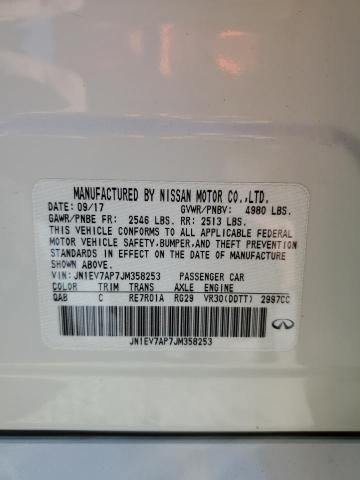 MANUFACTURED BY NISSAN MOTOR CO.,LTD.
DATE: 09/17 GVWR/PNBV: 4980 LBS.
GAWR/PNBE FR: 2546 LBS. RR: 2513 LBS.
THIS VEHICLE CONFORMS TO ALL APPLICABLE FEDERAL
MOTOR VEHICLE SAFETY,BUMPER,AND THEFT PREVENTION
STANDARDS IN EFFECT ON THE DATE OF MANUFACTURE
SHOWN ABOVE.
VIN: JN1EV7AP7JM358253 PASSENGER CAR
COLOR TRIM TRANS AXLE ENGINE
QAB C RE7R01A RG29 VR30(DDTT) 2997CC
JN1EV7AP7JM358253